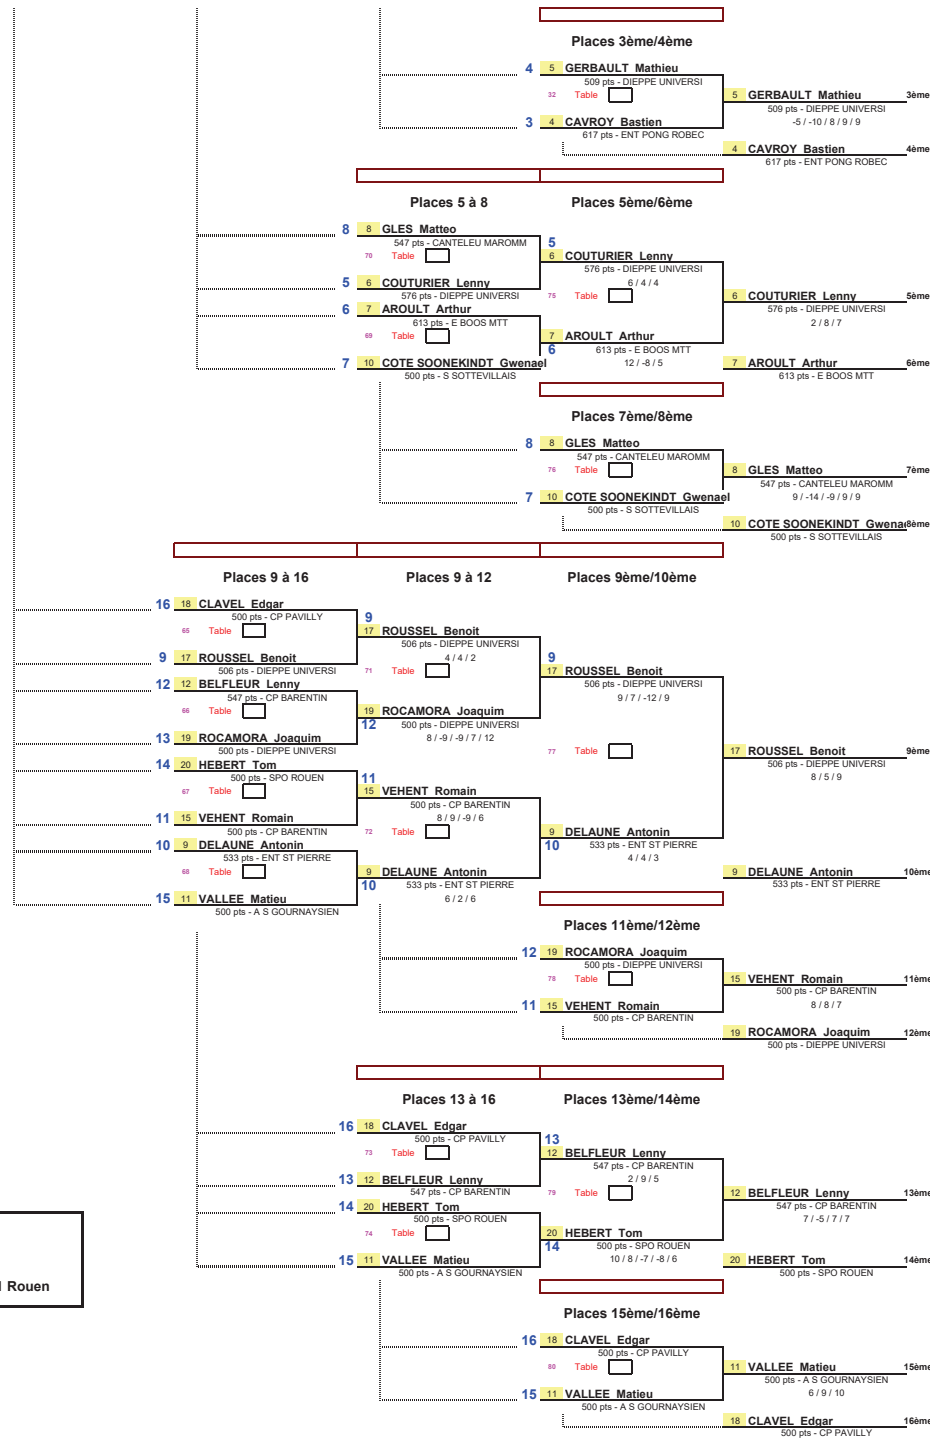 Places 3ème/4ème
4 5 GERBAULT Mathieu
509 pts - DIEPPE UNIVERSI
32 Table
5 GERBAULT Mathieu 3ème
509 pts - DIEPPE UNIVERSI
-5 / -10 / 8 / 9 / 9
3 4 CAVROY Bastien
617 pts - ENT PONG ROBEC
4 CAVROY Bastien 4ème
617 pts - ENT PONG ROBEC
Places 5 à 8
Places 5ème/6ème
8 8 GLES Matteo
547 pts - CANTELEU MAROMM
70 Table
5
6 COUTURIER Lenny
576 pts - DIEPPE UNIVERSI
6 / 4 / 4
5 6 COUTURIER Lenny
576 pts - DIEPPE UNIVERSI
75 Table
6 COUTURIER Lenny 5ème
576 pts - DIEPPE UNIVERSI
2 / 8 / 7
6 7 AROULT Arthur
613 pts - E BOOS MTT
69 Table
7 AROULT Arthur
6
613 pts - E BOOS MTT
12 / -8 / 5
7 10 COTE SOONEKINDT Gwenael
500 pts - S SOTTEVILLAIS
7 AROULT Arthur 6ème
613 pts - E BOOS MTT
Places 7ème/8ème
8 8 GLES Matteo
547 pts - CANTELEU MAROMM
76 Table
8 GLES Matteo 7ème
547 pts - CANTELEU MAROMM
9 / -14 / -9 / 9 / 9
7 10 COTE SOONEKINDT Gwenael
500 pts - S SOTTEVILLAIS
10 COTE SOONEKINDT Gwenae 8ème
500 pts - S SOTTEVILLAIS
Places 9 à 16
Places 9 à 12
Places 9ème/10ème
16 18 CLAVEL Edgar
500 pts - CP PAVILLY
65 Table
9
17 ROUSSEL Benoit
506 pts - DIEPPE UNIVERSI
4 / 4 / 2
9 17 ROUSSEL Benoit
506 pts - DIEPPE UNIVERSI
71 Table
9
17 ROUSSEL Benoit
506 pts - DIEPPE UNIVERSI
9 / 7 / -12 / 9
12 12 BELFLEUR Lenny
547 pts - CP BARENTIN
66 Table
19 ROCAMORA Joaquim
12
500 pts - DIEPPE UNIVERSI
8 / -9 / -9 / 7 / 12
13 19 ROCAMORA Joaquim
500 pts - DIEPPE UNIVERSI
77 Table
17 ROUSSEL Benoit 9ème
506 pts - DIEPPE UNIVERSI
8 / 5 / 9
14 20 HEBERT Tom
500 pts - SPO ROUEN
67 Table
11
15 VEHENT Romain
500 pts - CP BARENTIN
8 / 9 / -9 / 6
11 15 VEHENT Romain
500 pts - CP BARENTIN
72 Table
9 DELAUNE Antonin
10
533 pts - ENT ST PIERRE
4 / 4 / 3
10 9 DELAUNE Antonin
533 pts - ENT ST PIERRE
68 Table
9 DELAUNE Antonin
10
533 pts - ENT ST PIERRE
6 / 2 / 6
9 DELAUNE Antonin 10ème
533 pts - ENT ST PIERRE
15 11 VALLEE Matieu
500 pts - A S GOURNAYSIEN
Places 11ème/12ème
12 19 ROCAMORA Joaquim
500 pts - DIEPPE UNIVERSI
78 Table
15 VEHENT Romain 11ème
500 pts - CP BARENTIN
8 / 8 / 7
11 15 VEHENT Romain
500 pts - CP BARENTIN
19 ROCAMORA Joaquim 12ème
500 pts - DIEPPE UNIVERSI
Places 13 à 16
Places 13ème/14ème
16 18 CLAVEL Edgar
500 pts - CP PAVILLY
73 Table
13
12 BELFLEUR Lenny
547 pts - CP BARENTIN
2 / 9 / 5
13 12 BELFLEUR Lenny
547 pts - CP BARENTIN
79 Table
12 BELFLEUR Lenny 13ème
547 pts - CP BARENTIN
7 / -5 / 7 / 7
14 20 HEBERT Tom
500 pts - SPO ROUEN
74 Table
20 HEBERT Tom
14
500 pts - SPO ROUEN
10 / 8 / -7 / -8 / 6
15 11 VALLEE Matieu
500 pts - A S GOURNAYSIEN
20 HEBERT Tom 14ème
500 pts - SPO ROUEN
Rouen
Places 15ème/16ème
16 18 CLAVEL Edgar
500 pts - CP PAVILLY
80 Table
11 VALLEE Matieu 15ème
500 pts - A S GOURNAYSIEN
6 / 9 / 10
15 11 VALLEE Matieu
500 pts - A S GOURNAYSIEN
18 CLAVEL Edgar 16ème
500 pts - CP PAVILLY